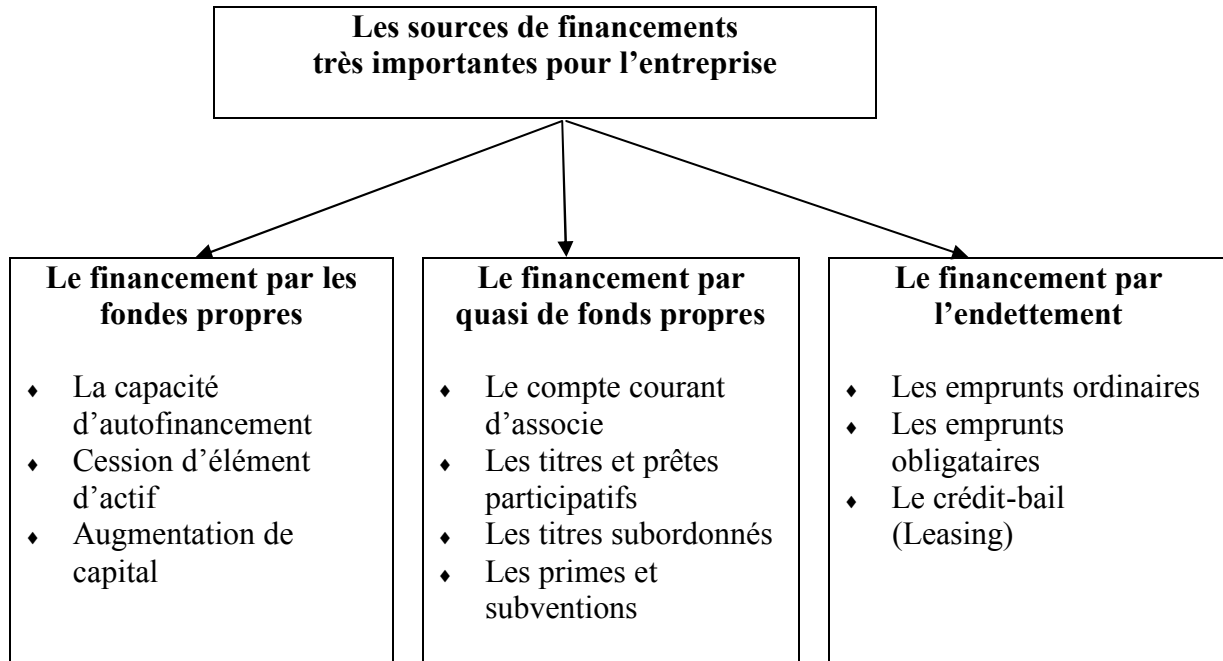 Les sources de financements
très importantes pour l’entreprise
Le financement par les
fondes propres
♦ La capacité
d’autofinancement
♦ Cession d’élément
d’actif
♦ Augmentation de
capital
Le financement par
quasi de fonds propres
♦ Le compte courant
d’associe
♦ Les titres et prêtes
participatifs
♦ Les titres subordonnés
♦ Les primes et
subventions
Le financement par
l’endettement
♦ Les emprunts ordinaires
♦ Les emprunts
obligataires
♦ Le crédit-bail
(Leasing)